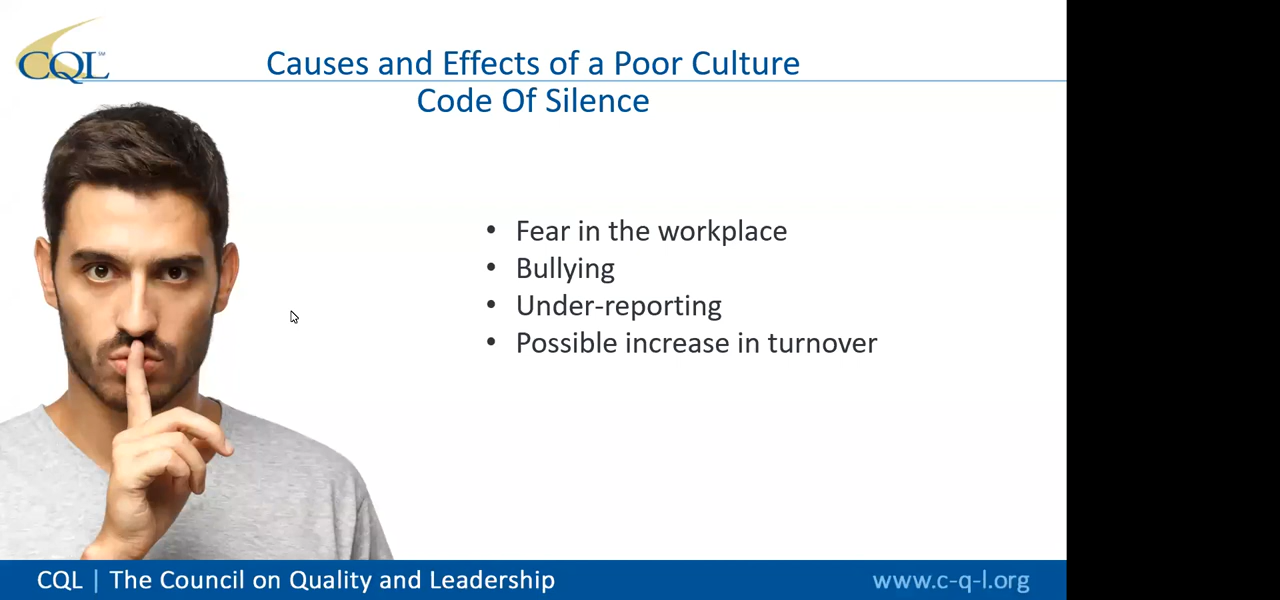 CQL℠
Causes and Effects of a Poor Culture
Code Of Silence
• Fear in the workplace
• Bullying
• Under-reporting
• Possible increase in turnover
CQL | The Council on Quality and Leadership
www.c-q-l.org